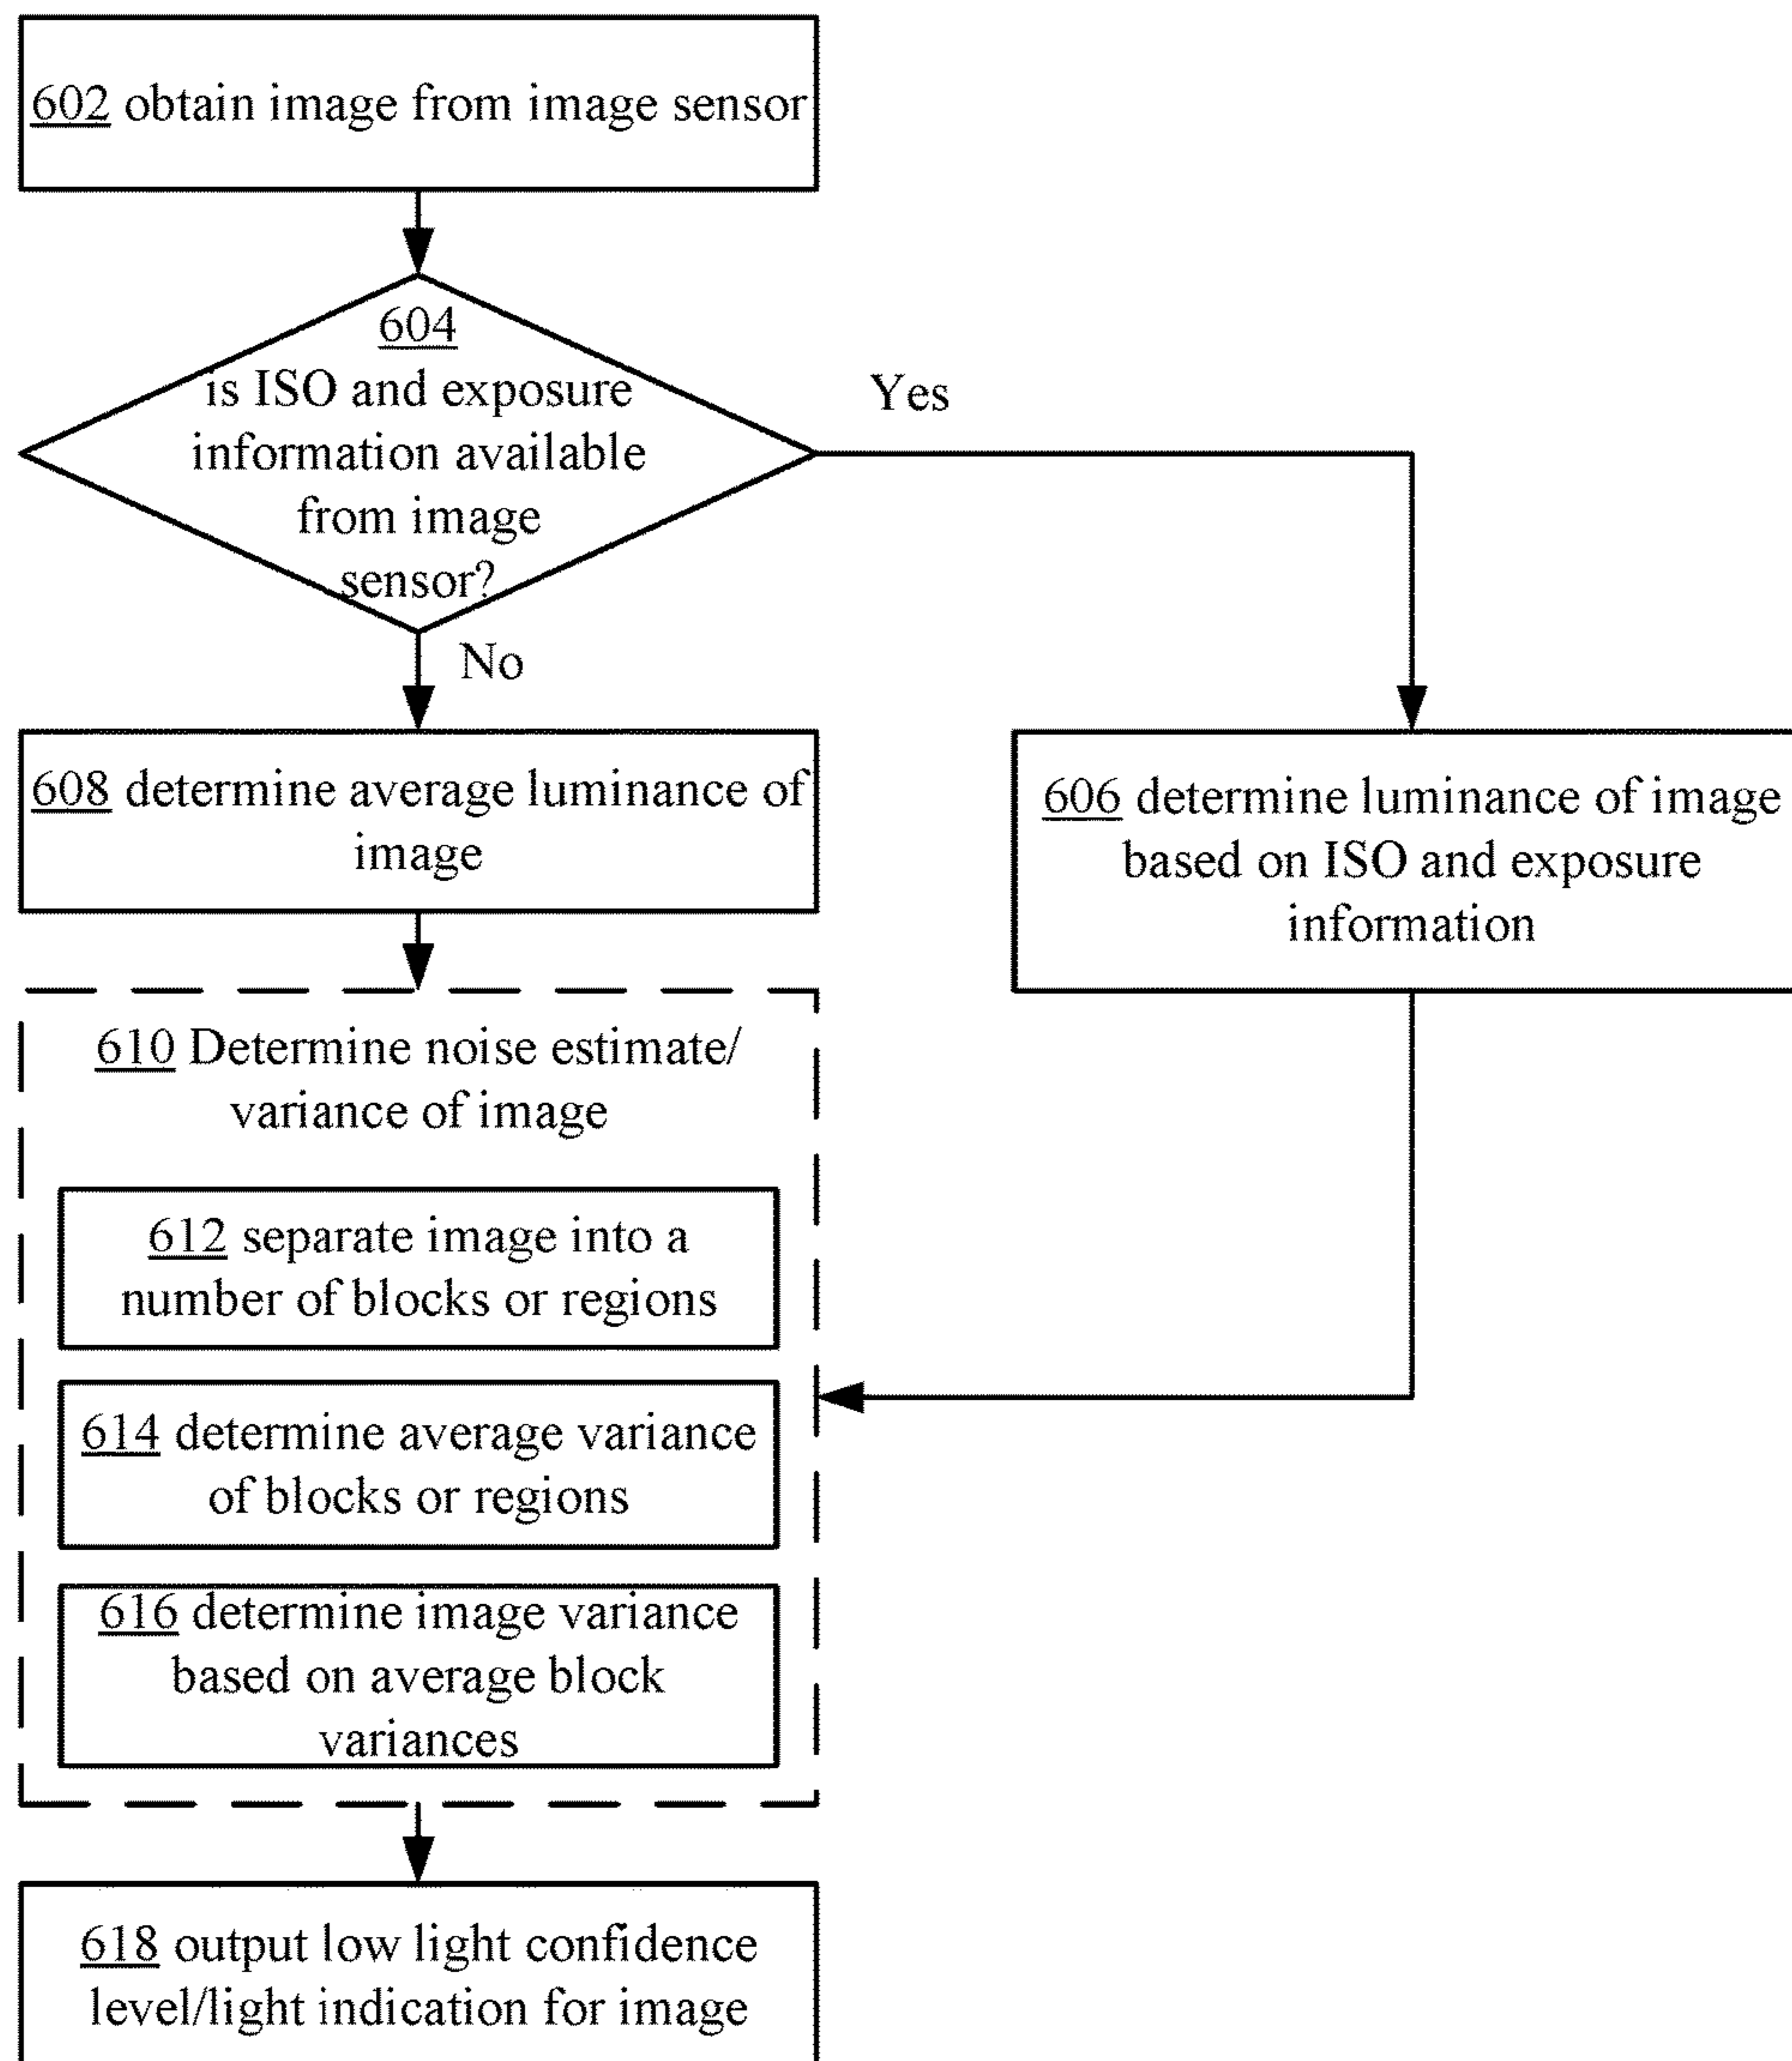 602 obtain image from image sensor
604
is ISO and exposure
information available
from image
sensor?
Yes
No
608 determine average luminance of
image
606 determine luminance of image
based on ISO and exposure
information
610 Determine noise estimate/
variance of image
612 separate image into a
number of blocks or regions
614 determine average variance
of blocks or regions
616 determine image variance
based on average block
variances
618 output low light confidence
level/light indication for image